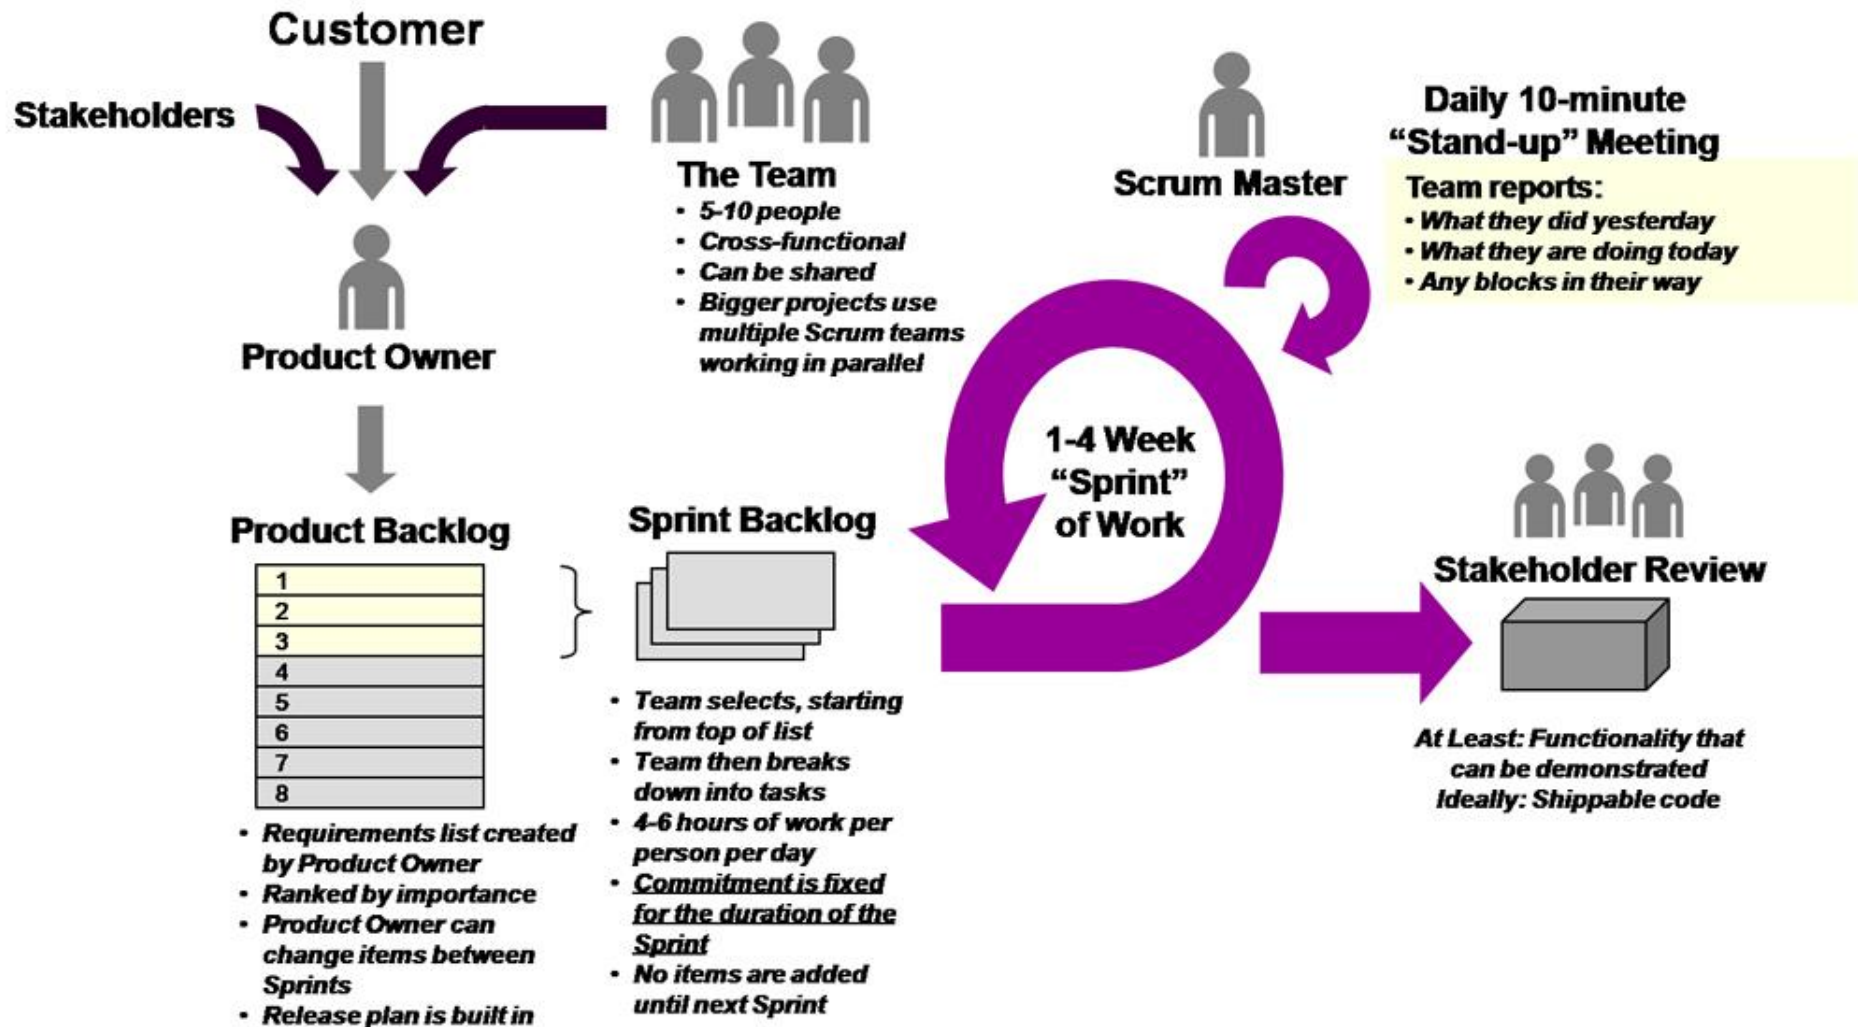 Customer
Stakeholders
Product Owner
The Team
• 5-10 people
• Cross-functional
• Can be shared
• Bigger projects use
multiple Scrum teams
working in parallel
Scrum Master
Daily 10-minute
“Stand-up” Meeting
Team reports:
• What they did yesterday
• What they are doing today
• Any blocks in their way
1-4 Week
“Sprint”
of Work
Product Backlog
1
2
3
4
5
6
7
8
• Requirements list created
by Product Owner
• Ranked by importance
• Product Owner can
change items between
Sprints
• Release plan is built in
Sprint Backlog
• Team selects, starting
from top of list
• Team then breaks
down into tasks
• 4-6 hours of work per
person per day
• Commitment is fixed
for the duration of the
Sprint
• No items are added
until next Sprint
Stakeholder Review
At Least: Functionality that
can be demonstrated
Ideally: Shippable code